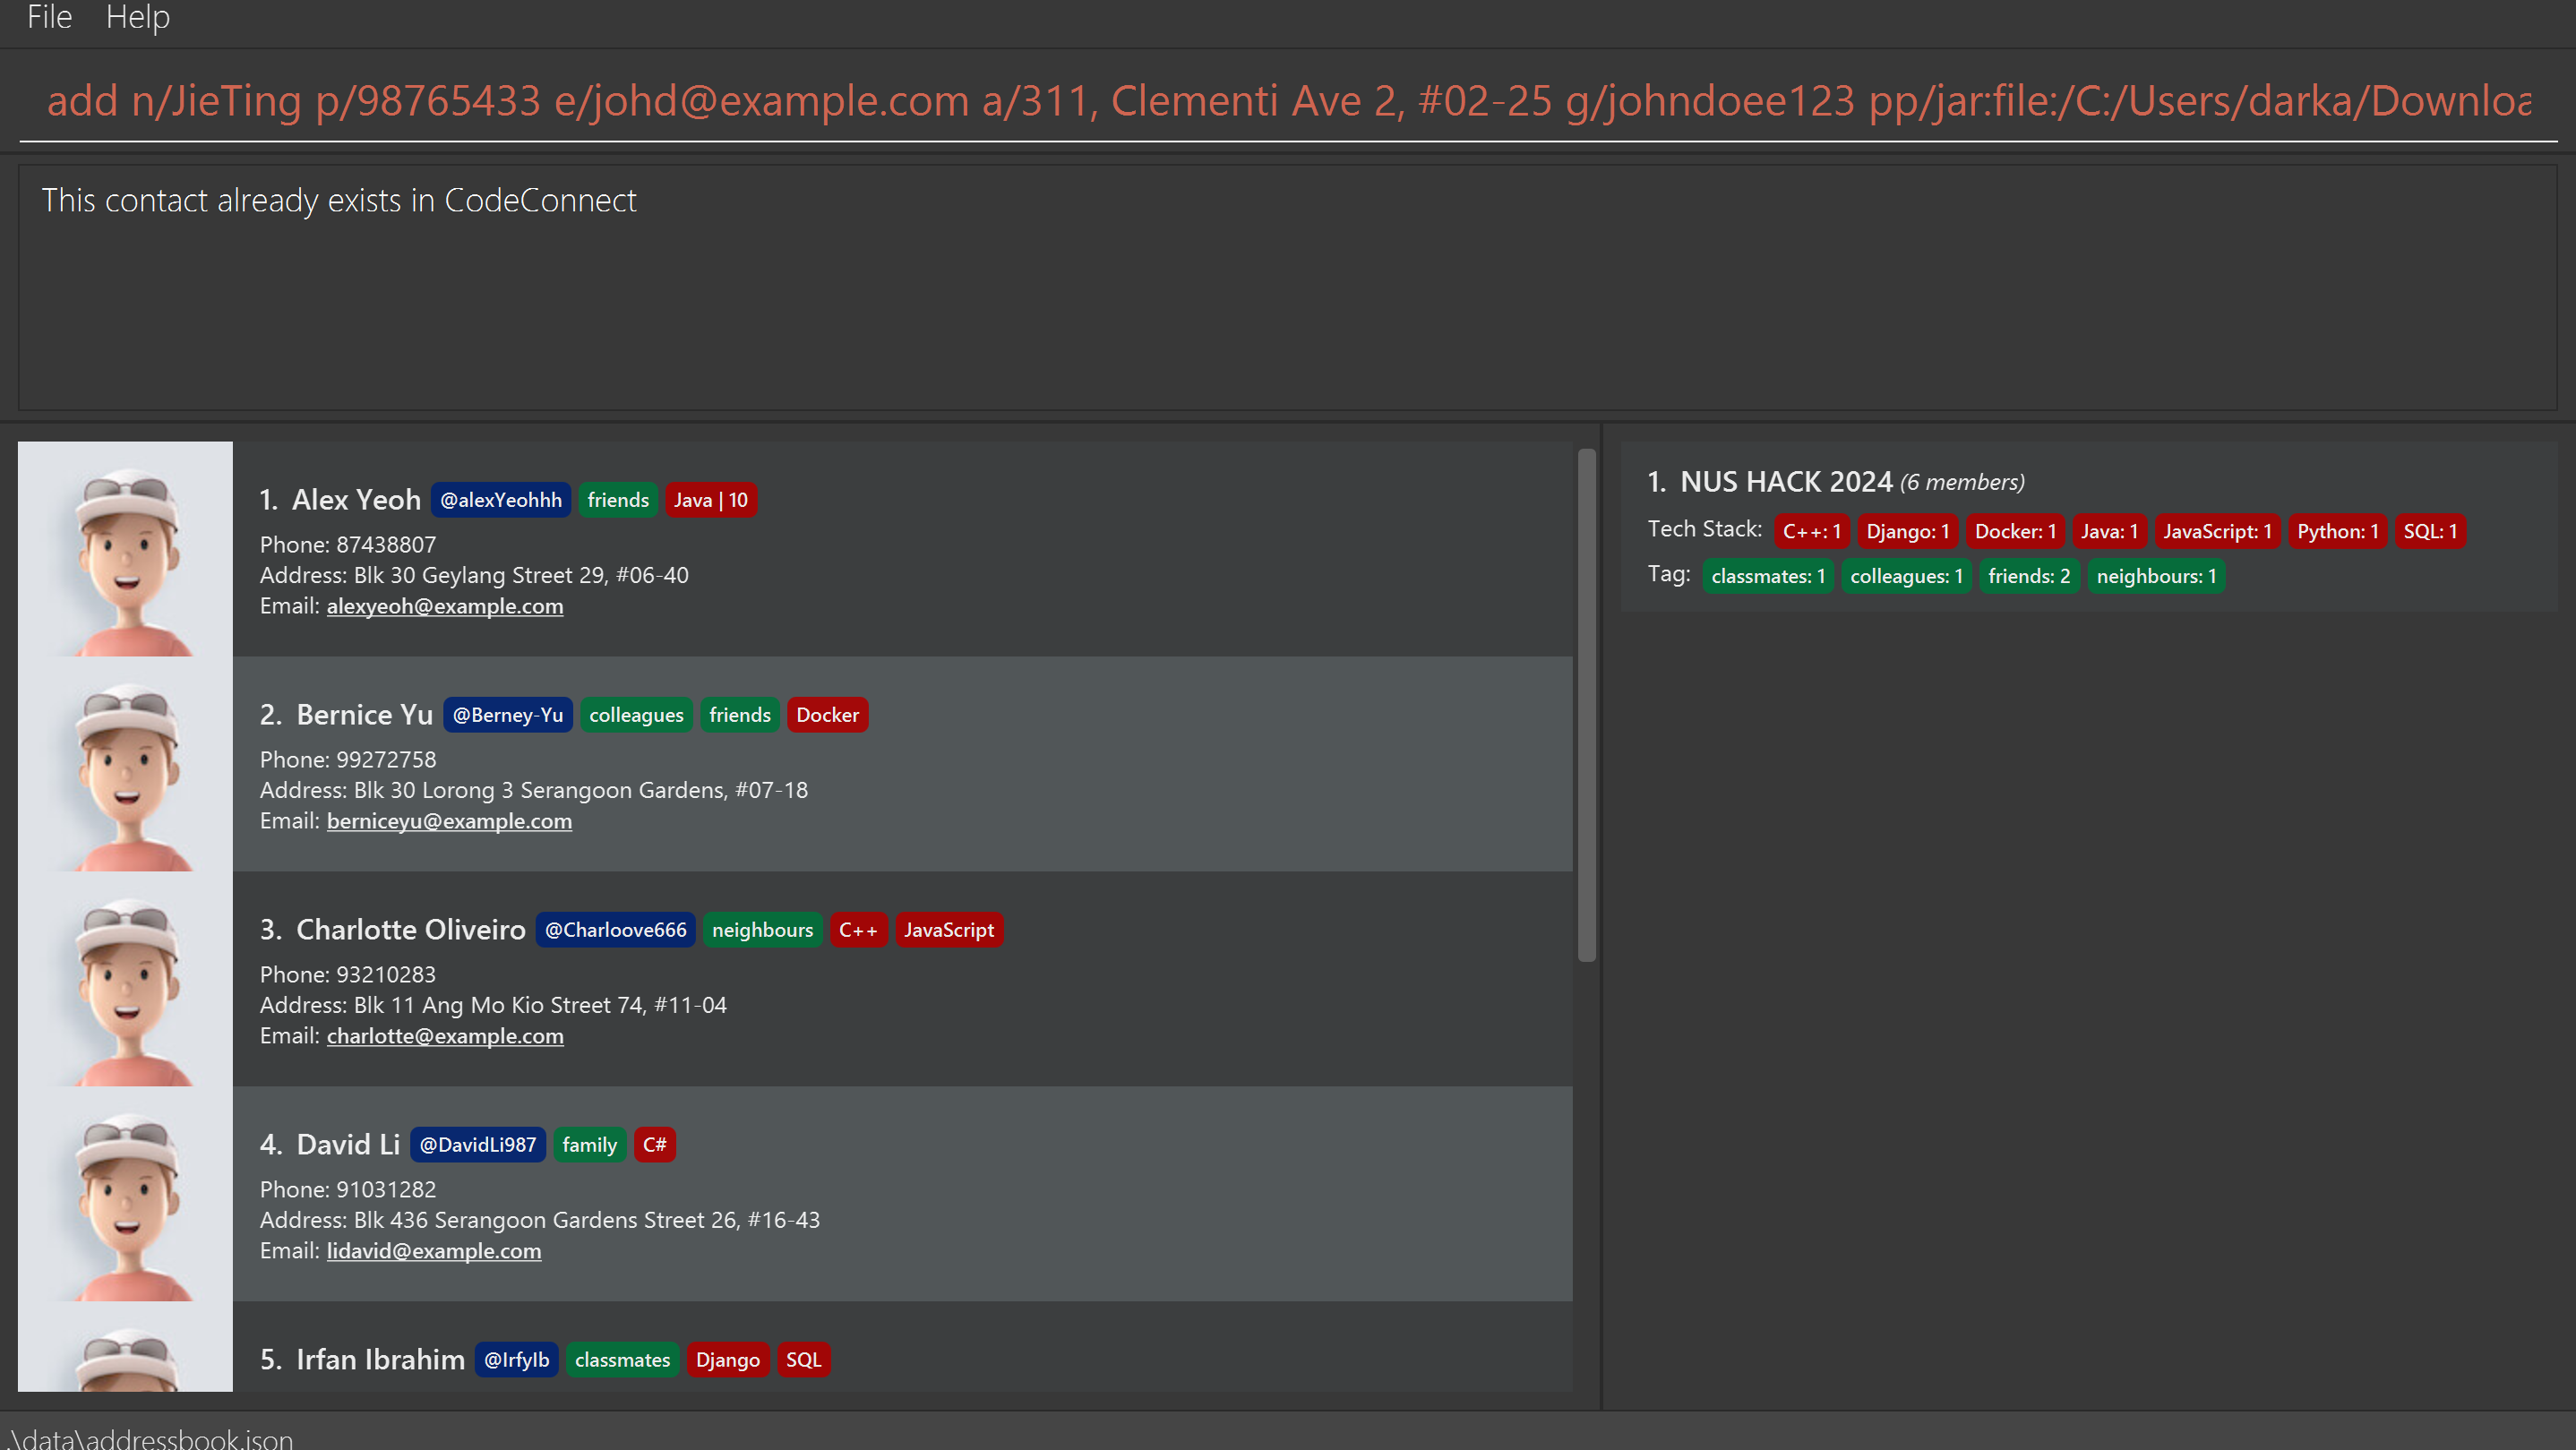 File Help
add n/JieTing p/98765433 e/johd@example.com a/311, Clementi Ave 2, #02-25 g/johndoee123 pp/jar:file:/C:/Users/darka/Downloa
This contact already exists in CodeConnect
1. Alex Yeoh @alexYeohhh friends Java | 10
Phone: 87438807
Address: Blk 30 Geylang Street 29, #06-40
Email: alexyeoh@example.com
2. Bernice Yu @Berney-Yu colleagues friends Docker
Phone: 99272758
Address: Blk 30 Lorong 3 Serangoon Gardens, #07-18
Email: berniceyu@example.com
3. Charlotte Oliveiro @Charloove666 neighbours C++ JavaScript
Phone: 93210283
Address: Blk 11 Ang Mo Kio Street 74, #11-04
Email: charlotte@example.com
4. David Li @DavidLi987 family C#
Phone: 91031282
Address: Blk 436 Serangoon Gardens Street 26, #16-43
Email: lidavid@example.com
5. Irfan Ibrahim @IrfyIb classmates Django SQL
1. NUS HACK 2024 (6 members)
Tech Stack: C++: 1 Django: 1 Docker: 1 Java: 1 JavaScript: 1 Python: 1 SQL: 1
Tag: classmates: 1 colleagues: 1 friends: 2 neighbours: 1
.\data\addressbook.json